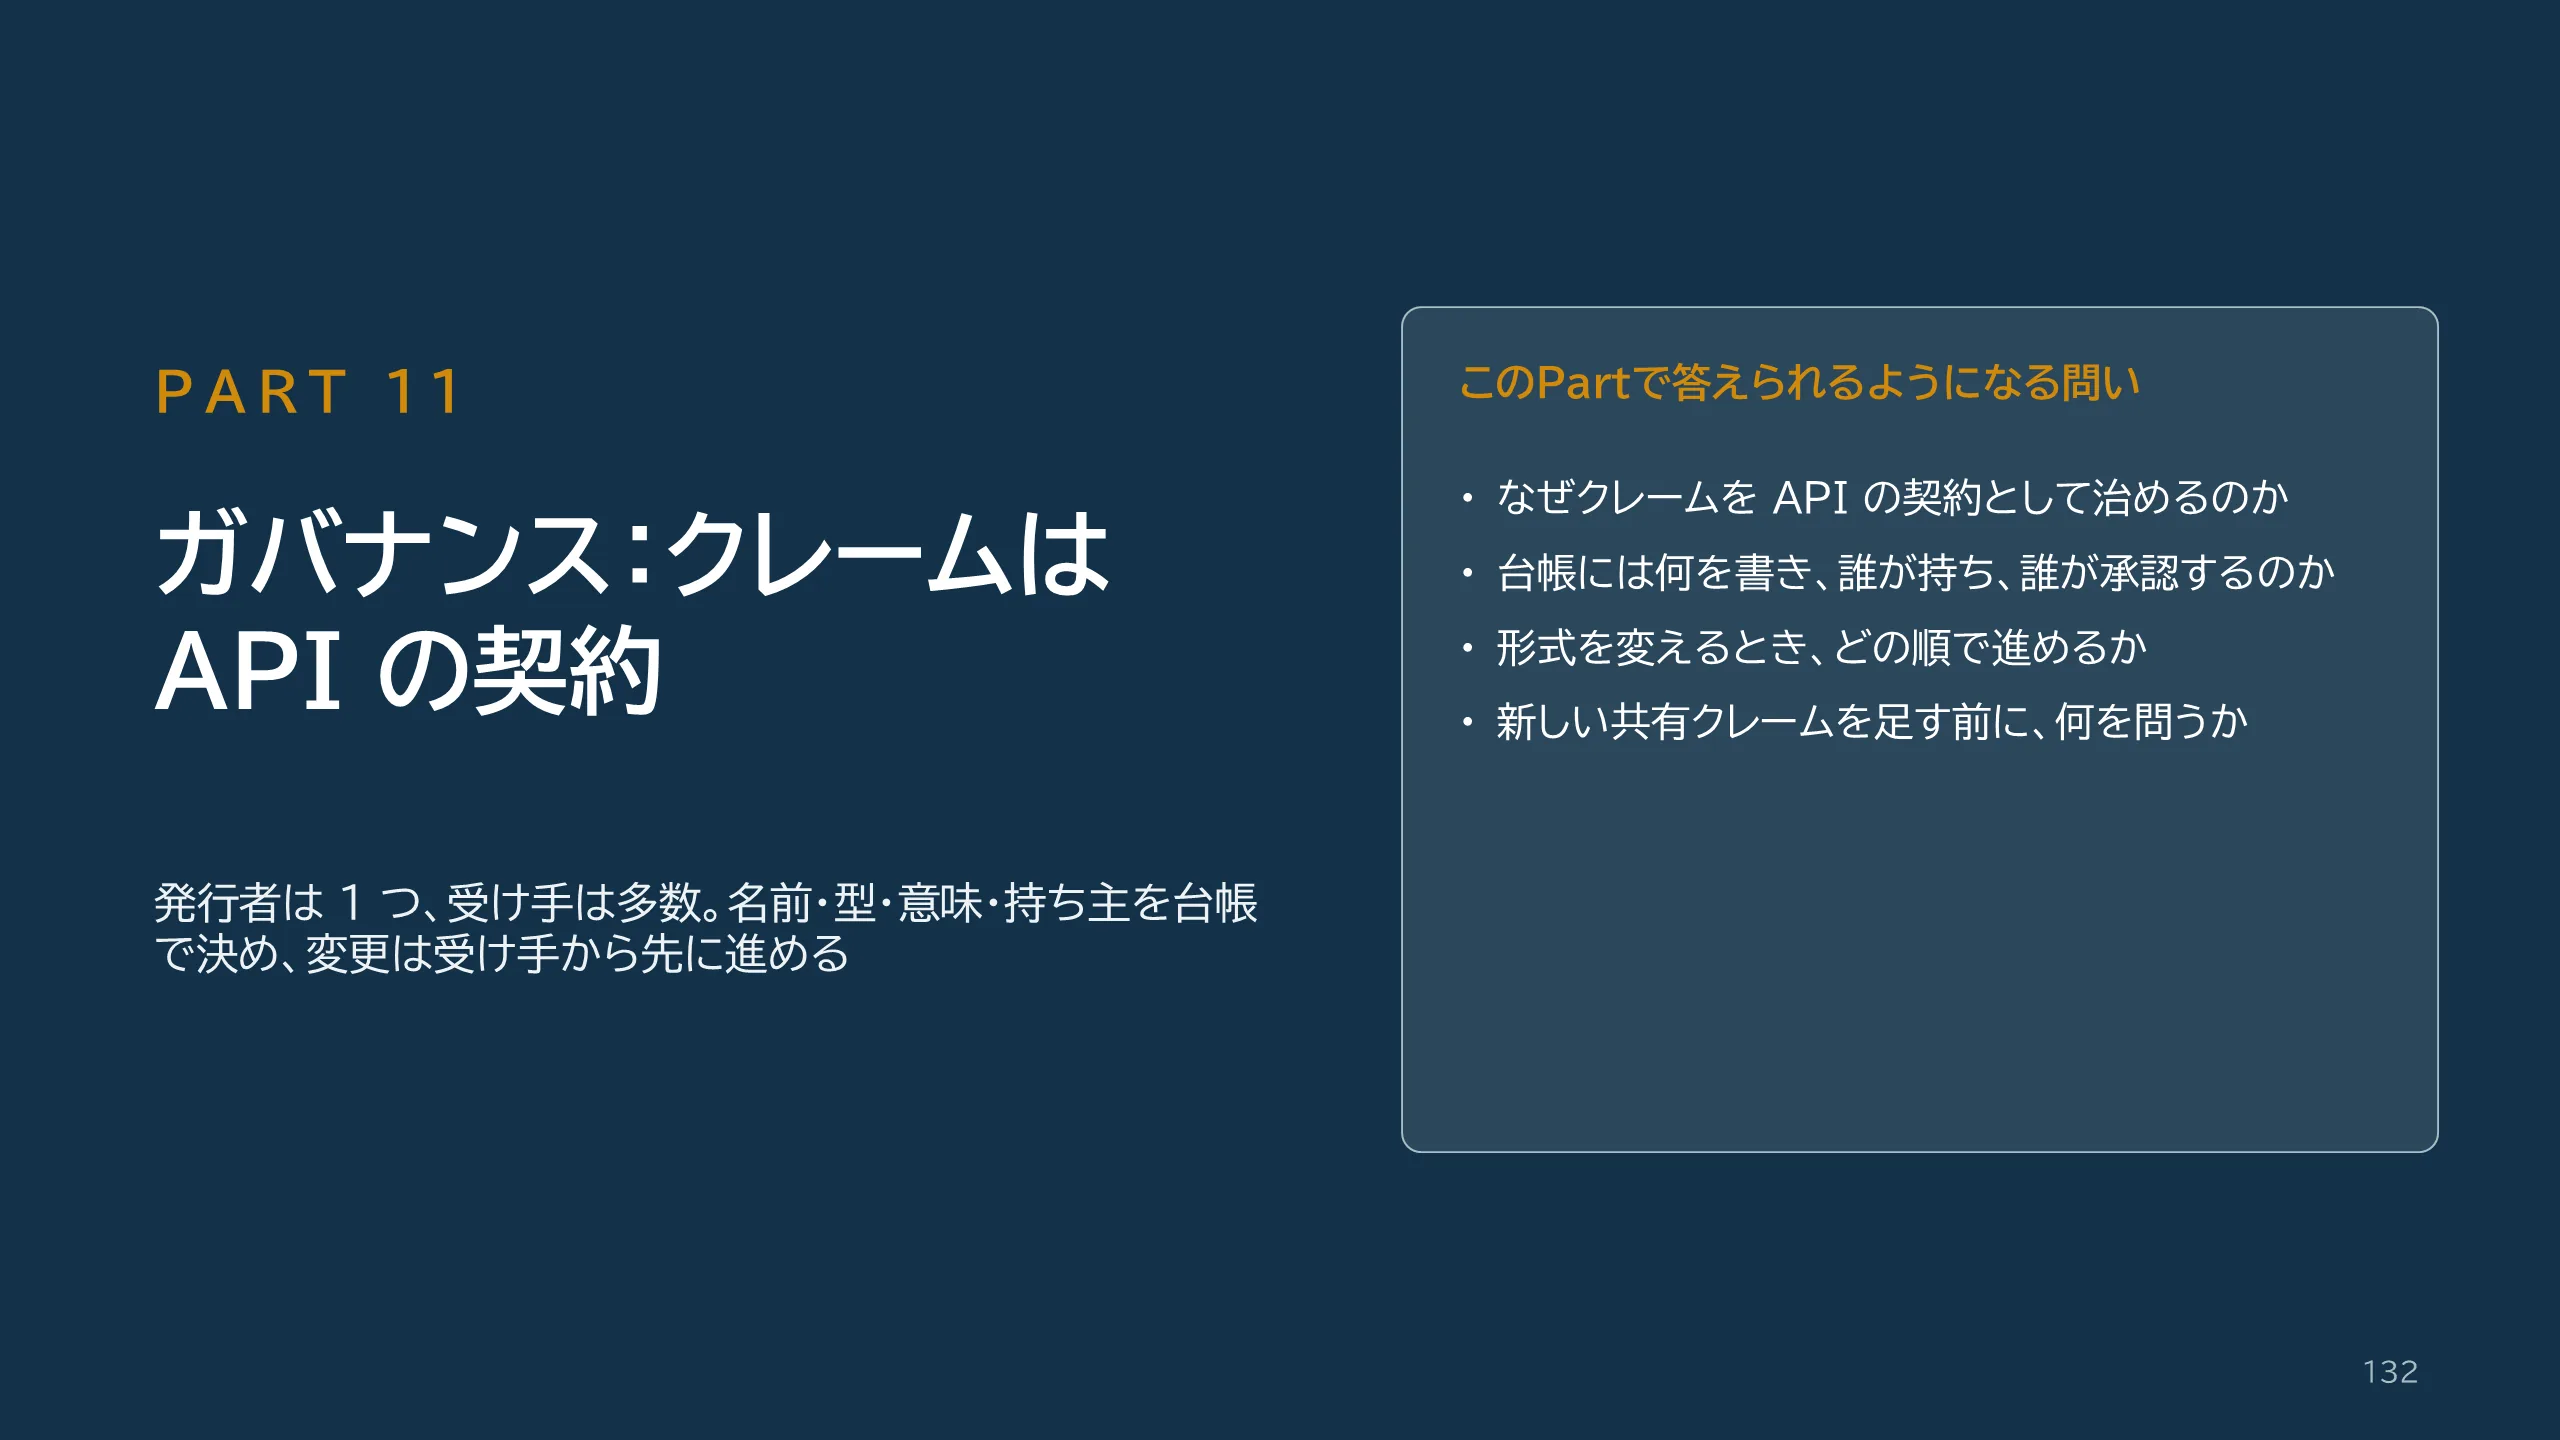 PART 11
ガバナンス：クレームは
API の契約
発行者は 1 つ、受け手は多数。名前・型・意味・持ち主を台帳
で決め、変更は受け手から先に進める
このPartで答えられるようになる問い
• なぜクレームを API の契約として治めるのか
• 台帳には何を書き、誰が持ち、誰が承認するのか
• 形式を変えるとき、どの順で進めるか
• 新しい共有クレームを足す前に、何を問うか
132